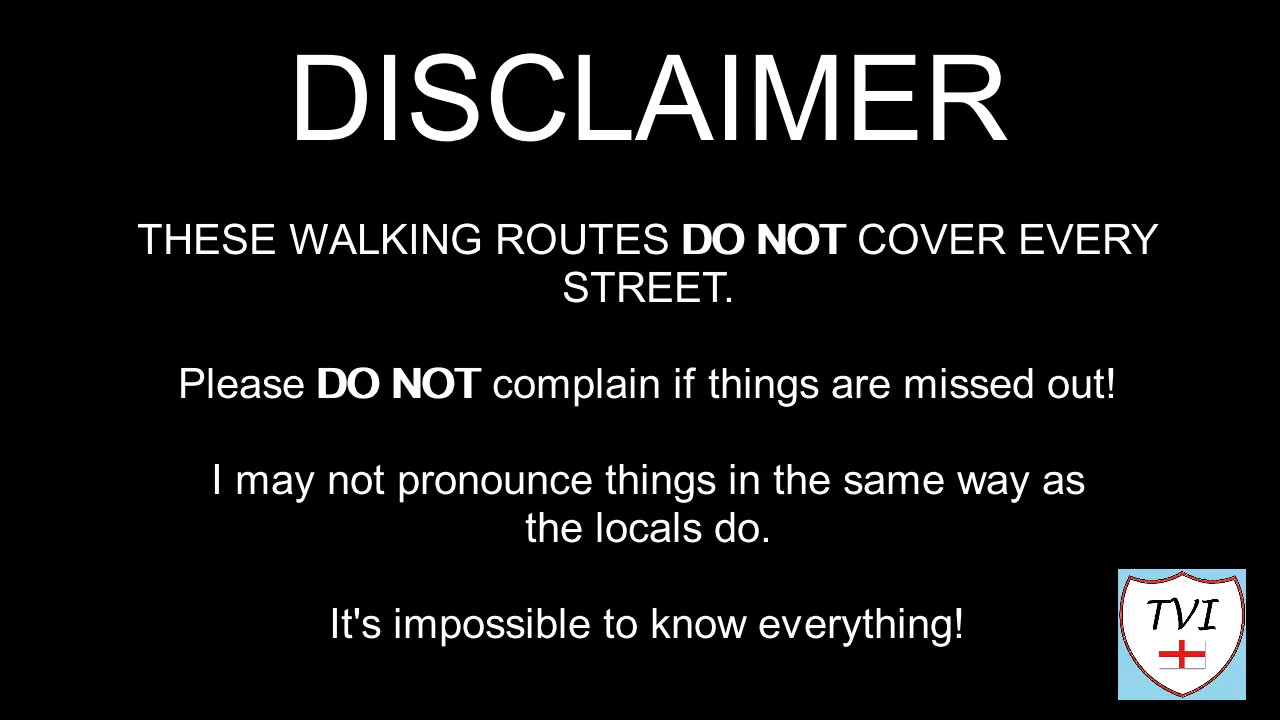 DISCLAIMER
THESE WALKING ROUTES DO NOT COVER EVERY
STREET.
Please DO NOT complain if things are missed out!
I may not pronounce things in the same way as
the locals do.
It's impossible to know everything!
TVI